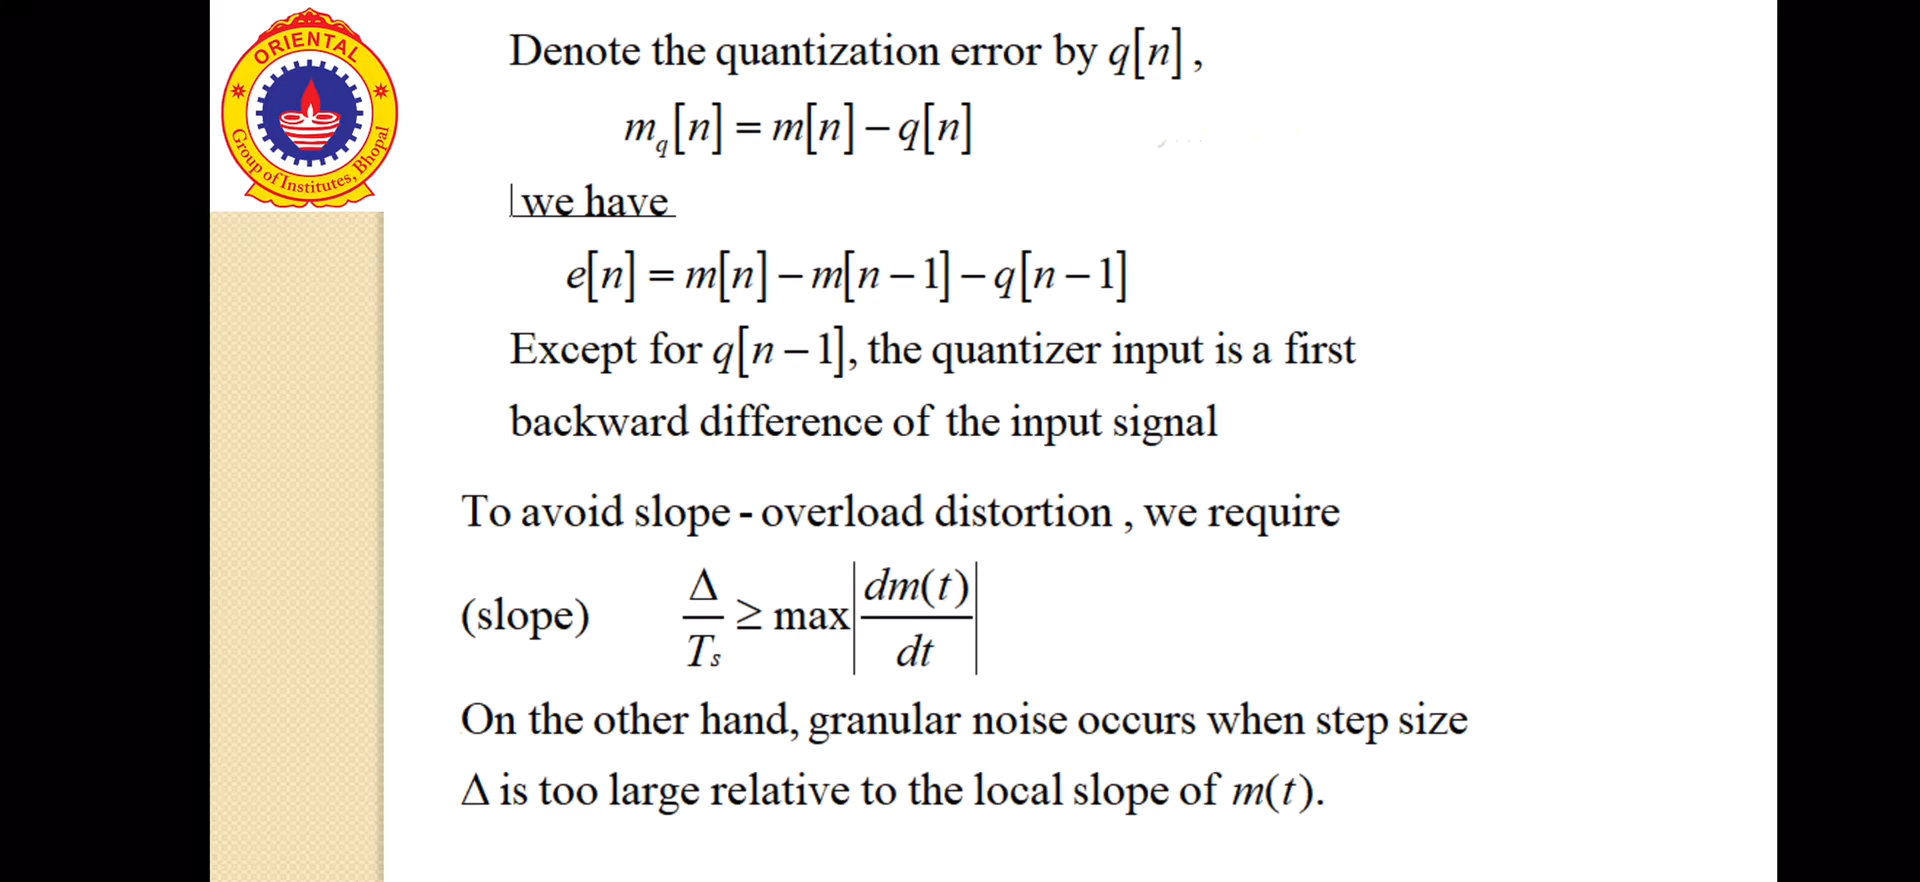 ORIENTAL
Group of Institutes, Bhopal
Denote the quantization error by q[n],
m_q[n] = m[n] − q[n]
we have
e[n] = m[n] − m[n − 1] − q[n − 1]
Except for q[n − 1], the quantizer input is a first
backward difference of the input signal
To avoid slope - overload distortion , we require
(slope) Δ/T_s ≥ max |dm(t)/dt|
On the other hand, granular noise occurs when step size
Δ is too large relative to the local slope of m(t).